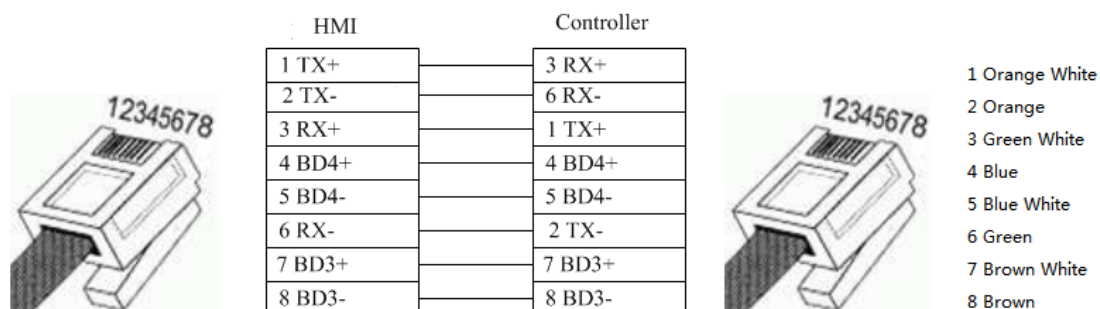 HMI Controller
1 TX+ 3 RX+
2 TX- 6 RX-
3 RX+ 1 TX+
4 BD4+ 4 BD4+
5 BD4- 5 BD4-
6 RX- 2 TX-
7 BD3+ 7 BD3+
8 BD3- 8 BD3-
12345678
12345678
1 Orange White
2 Orange
3 Green White
4 Blue
5 Blue White
6 Green
7 Brown White
8 Brown